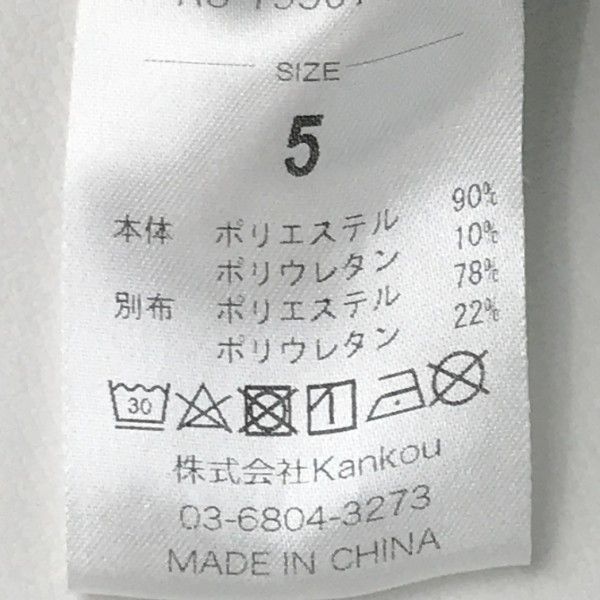 SIZE
5
本体 ポリエステル 90%
ポリウレタン 10%
別布 ポリエステル 78%
ポリウレタン 22%
30
株式会社Kankou
03-6804-3273
MADE IN CHINA